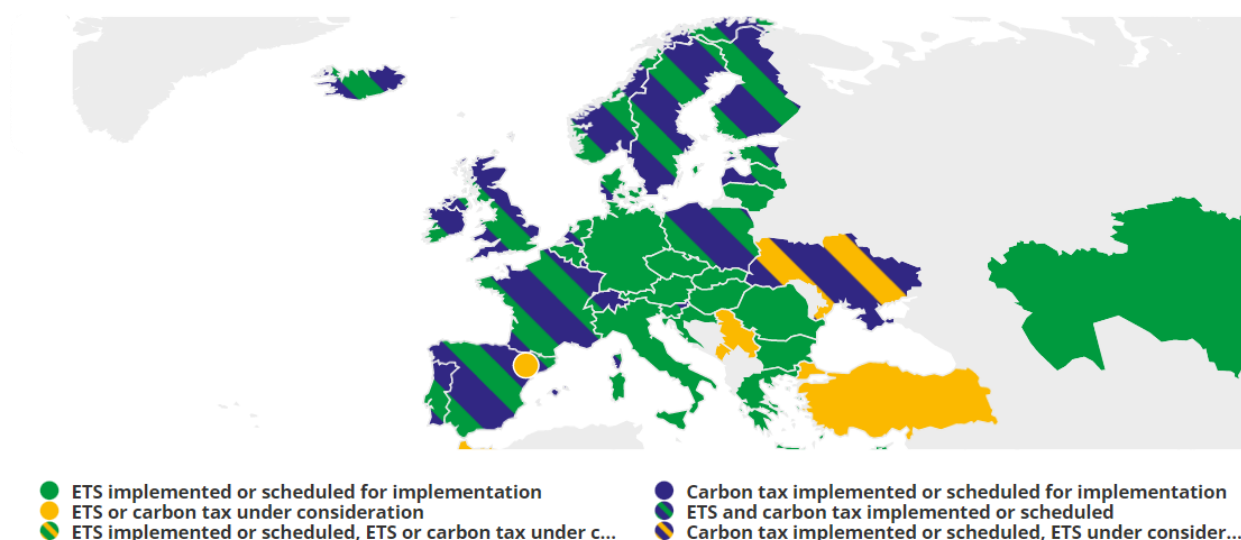 ETS implemented or scheduled for implementation
ETS or carbon tax under consideration
ETS implemented or scheduled, ETS or carbon tax under c...
Carbon tax implemented or scheduled for implementation
ETS and carbon tax implemented or scheduled
Carbon tax implemented or scheduled, ETS under consider...